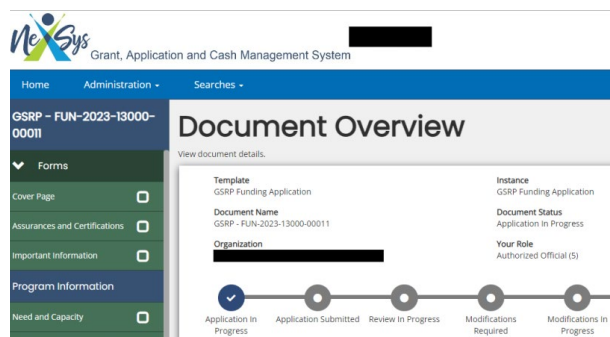 NexSys
Grant, Application and Cash Management System
Home Administration Searches
GSRP - FUN-2023-13000-
00011
Document Overview
View document details.
Forms
Template
GSRP Funding Application
Instance
GSRP Funding Application
Cover Page
Document Name
GSRP - FUN-2023-13000-00011
Document Status
Application In Progress
Assurances and Certifications
Organization
Your Role
Authorized Official (5)
Important Information
Program Information
Need and Capacity
Application In
Progress
Application Submitted
Review In Progress
Modifications
Required
Modifications In
Progress